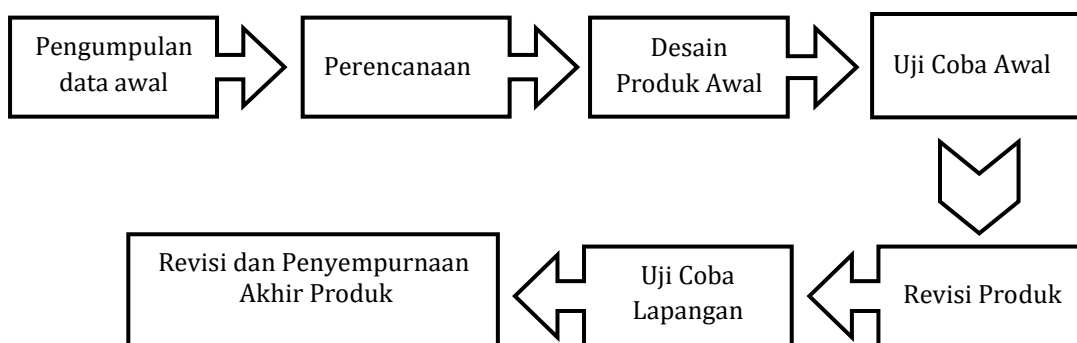 Pengumpulan
data awal
Perencanaan
Desain
Produk Awal
Uji Coba Awal
Revisi Produk
Uji Coba
Lapangan
Revisi dan Penyempurnaan
Akhir Produk